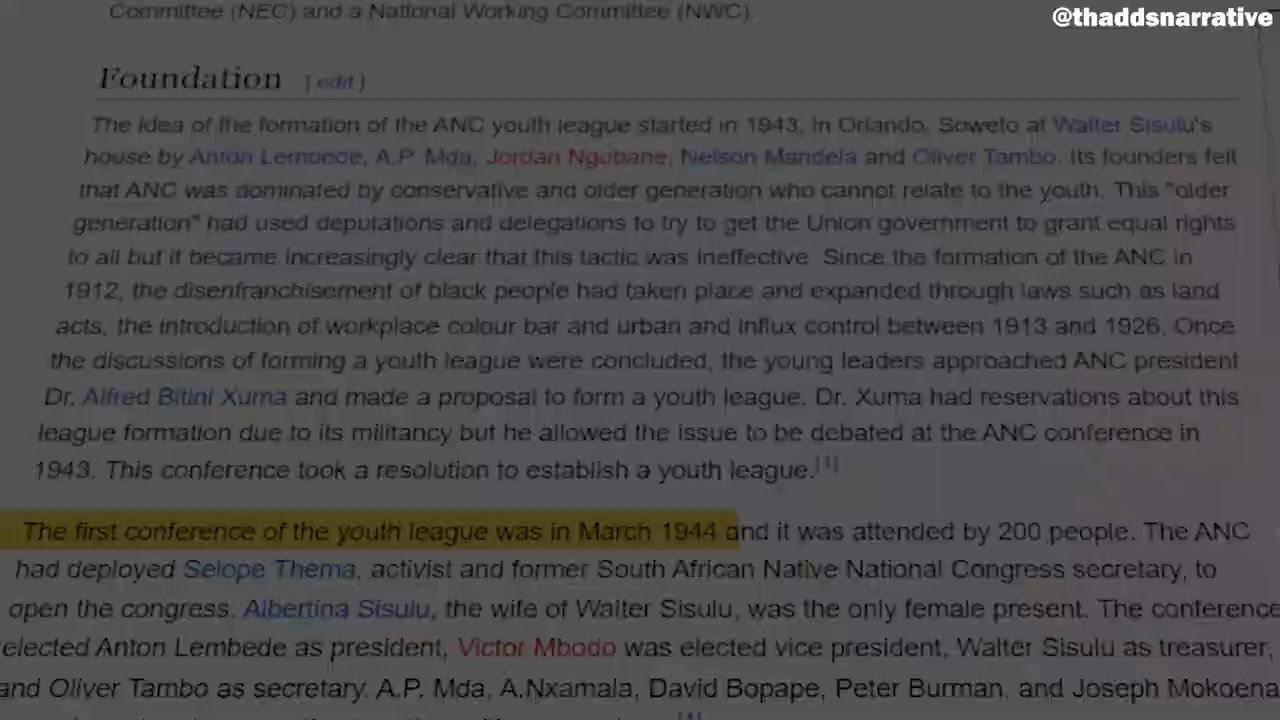 Committee (NEC) and a National Working Committee (NWC).
@thaddsnarrative
Foundation [ edit ]
The idea of the formation of the ANC youth league started in 1943, in Orlando, Soweto at Walter Sisulu's
house by Anton Lembede, A.P. Mda, Jordan Ngubane, Nelson Mandela and Oliver Tambo. Its founders felt
that ANC was dominated by conservative and older generation who cannot relate to the youth. This "older
generation" had used deputations and delegations to try to get the Union government to grant equal rights
to all but it became increasingly clear that this tactic was ineffective. Since the formation of the ANC in
1912, the disenfranchisement of black people had taken place and expanded through laws such as land
acts, the introduction of workplace colour bar and urban and influx control between 1913 and 1926. Once
the discussions of forming a youth league were concluded, the young leaders approached ANC president
Dr. Alfred Bitini Xuma and made a proposal to form a youth league. Dr. Xuma had reservations about this
league formation due to its militancy but he allowed the issue to be debated at the ANC conference in
1943. This conference took a resolution to establish a youth league.[1]
The first conference of the youth league was in March 1944 and it was attended by 200 people. The ANC
had deployed Selope Thema, activist and former South African Native National Congress secretary, to
open the congress. Albertina Sisulu, the wife of Walter Sisulu, was the only female present. The conference
elected Anton Lembede as president, Victor Mbodo was elected vice president, Walter Sisulu as treasurer,
and Oliver Tambo as secretary. A.P. Mda, A.Nxamala, David Bopape, Peter Burman, and Joseph Mokoena